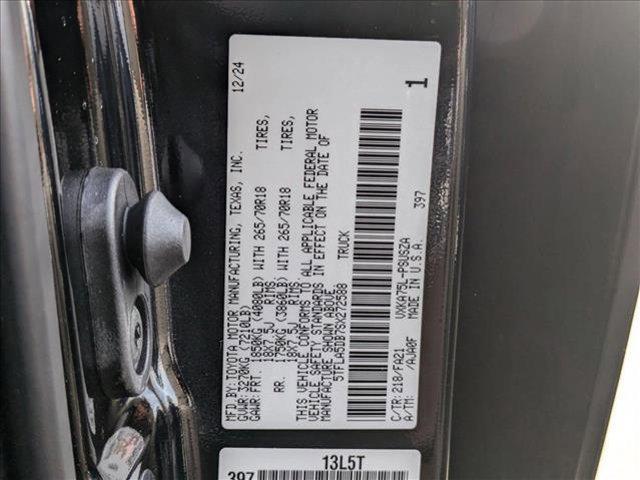 MFD.BY: TOYOTA MOTOR MANUFACTURING, TEXAS, INC. 12/24
GVWR: 3270KG (7210LB)
GAWR: FRT. 1850KG (4080LB) WITH 265/70R18 TIRES,
18X7.5J RIMS
RR. 1750KG (3860LB) WITH 265/70R18 TIRES,
18X7.5J RIMS
THIS VEHICLE CONFORMS TO ALL APPLICABLE FEDERAL MOTOR
VEHICLE SAFETY STANDARDS IN EFFECT ON THE DATE OF
MANUFACTURE SHOWN ABOVE.
5TFLA5DB7SX272588 TRUCK
397
C/TR: 218/FA21 VXKA75L-PSUSZA
A/TM: /AJA0F MADE IN U.S.A.
1
13L5T
397